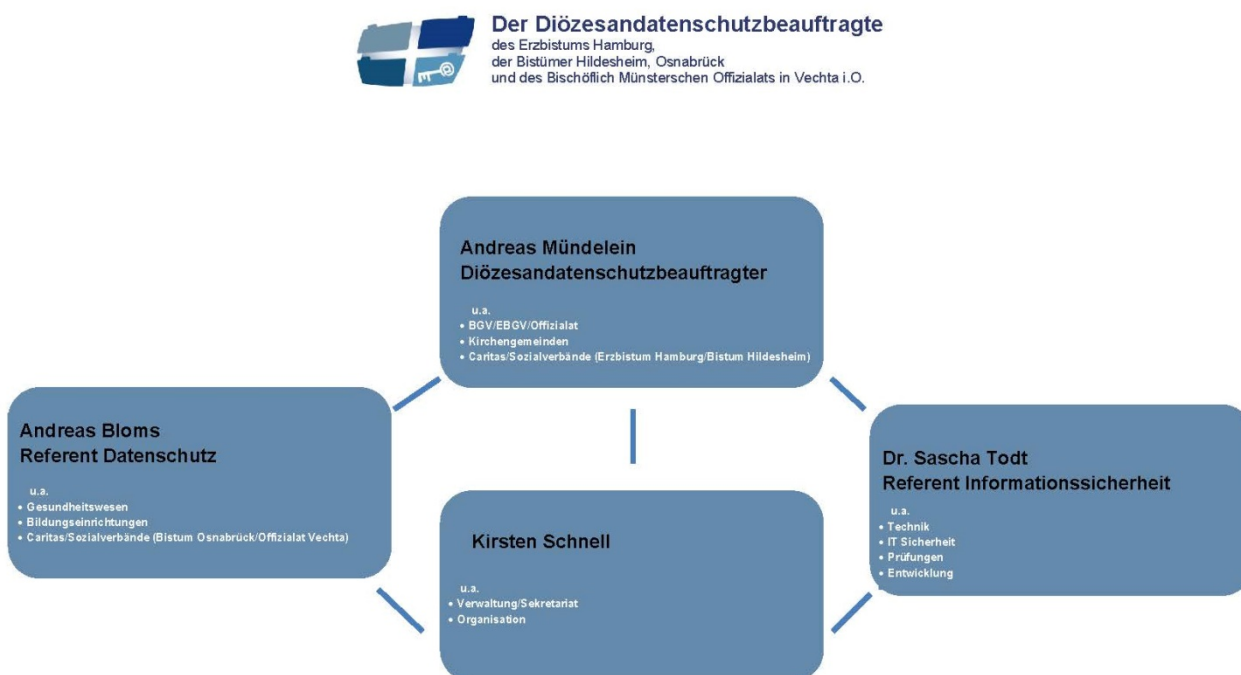 Der Diözesandatenschutzbeauftragte
des Erzbistums Hamburg,
der Bistümer Hildesheim, Osnabrück
und des Bischöflich Münsterschen Offizialats in Vechta i.O.
Andreas Mündelein
Diözesandatenschutzbeauftragter
u.a.
• BGV/EBGV/Offizialat
• Kirchengemeinden
• Caritas/Sozialverbände (Erzbistum Hamburg/Bistum Hildesheim)
Andreas Bloms
Referent Datenschutz
u.a.
• Gesundheitswesen
• Bildungseinrichtungen
• Caritas/Sozialverbände (Bistum Osnabrück/Offizialat Vechta)
Dr. Sascha Todt
Referent Informationssicherheit
u.a.
• Technik
• IT Sicherheit
• Prüfungen
• Entwicklung
Kirsten Schnell
u.a.
• Verwaltung/Sekretariat
• Organisation